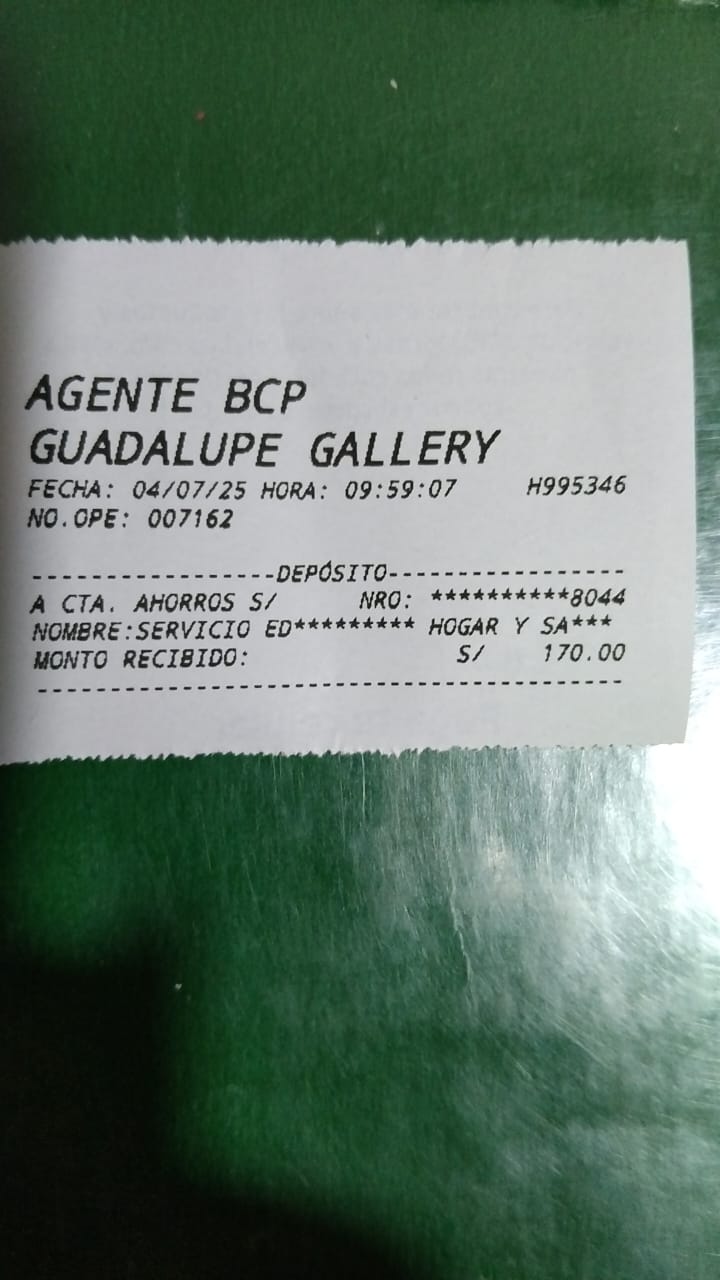 AGENTE BCP
GUADALUPE GALLERY
FECHA: 04/07/25 HORA: 09:59:07 H995346
NO.OPE: 007162
------------------DEPÓSITO------------------
A CTA. AHORROS S/ NRO: **********8044
NOMBRE:SERVICIO ED********* HOGAR Y SA***
MONTO RECIBIDO: S/ 170.00
--------------------------------------------